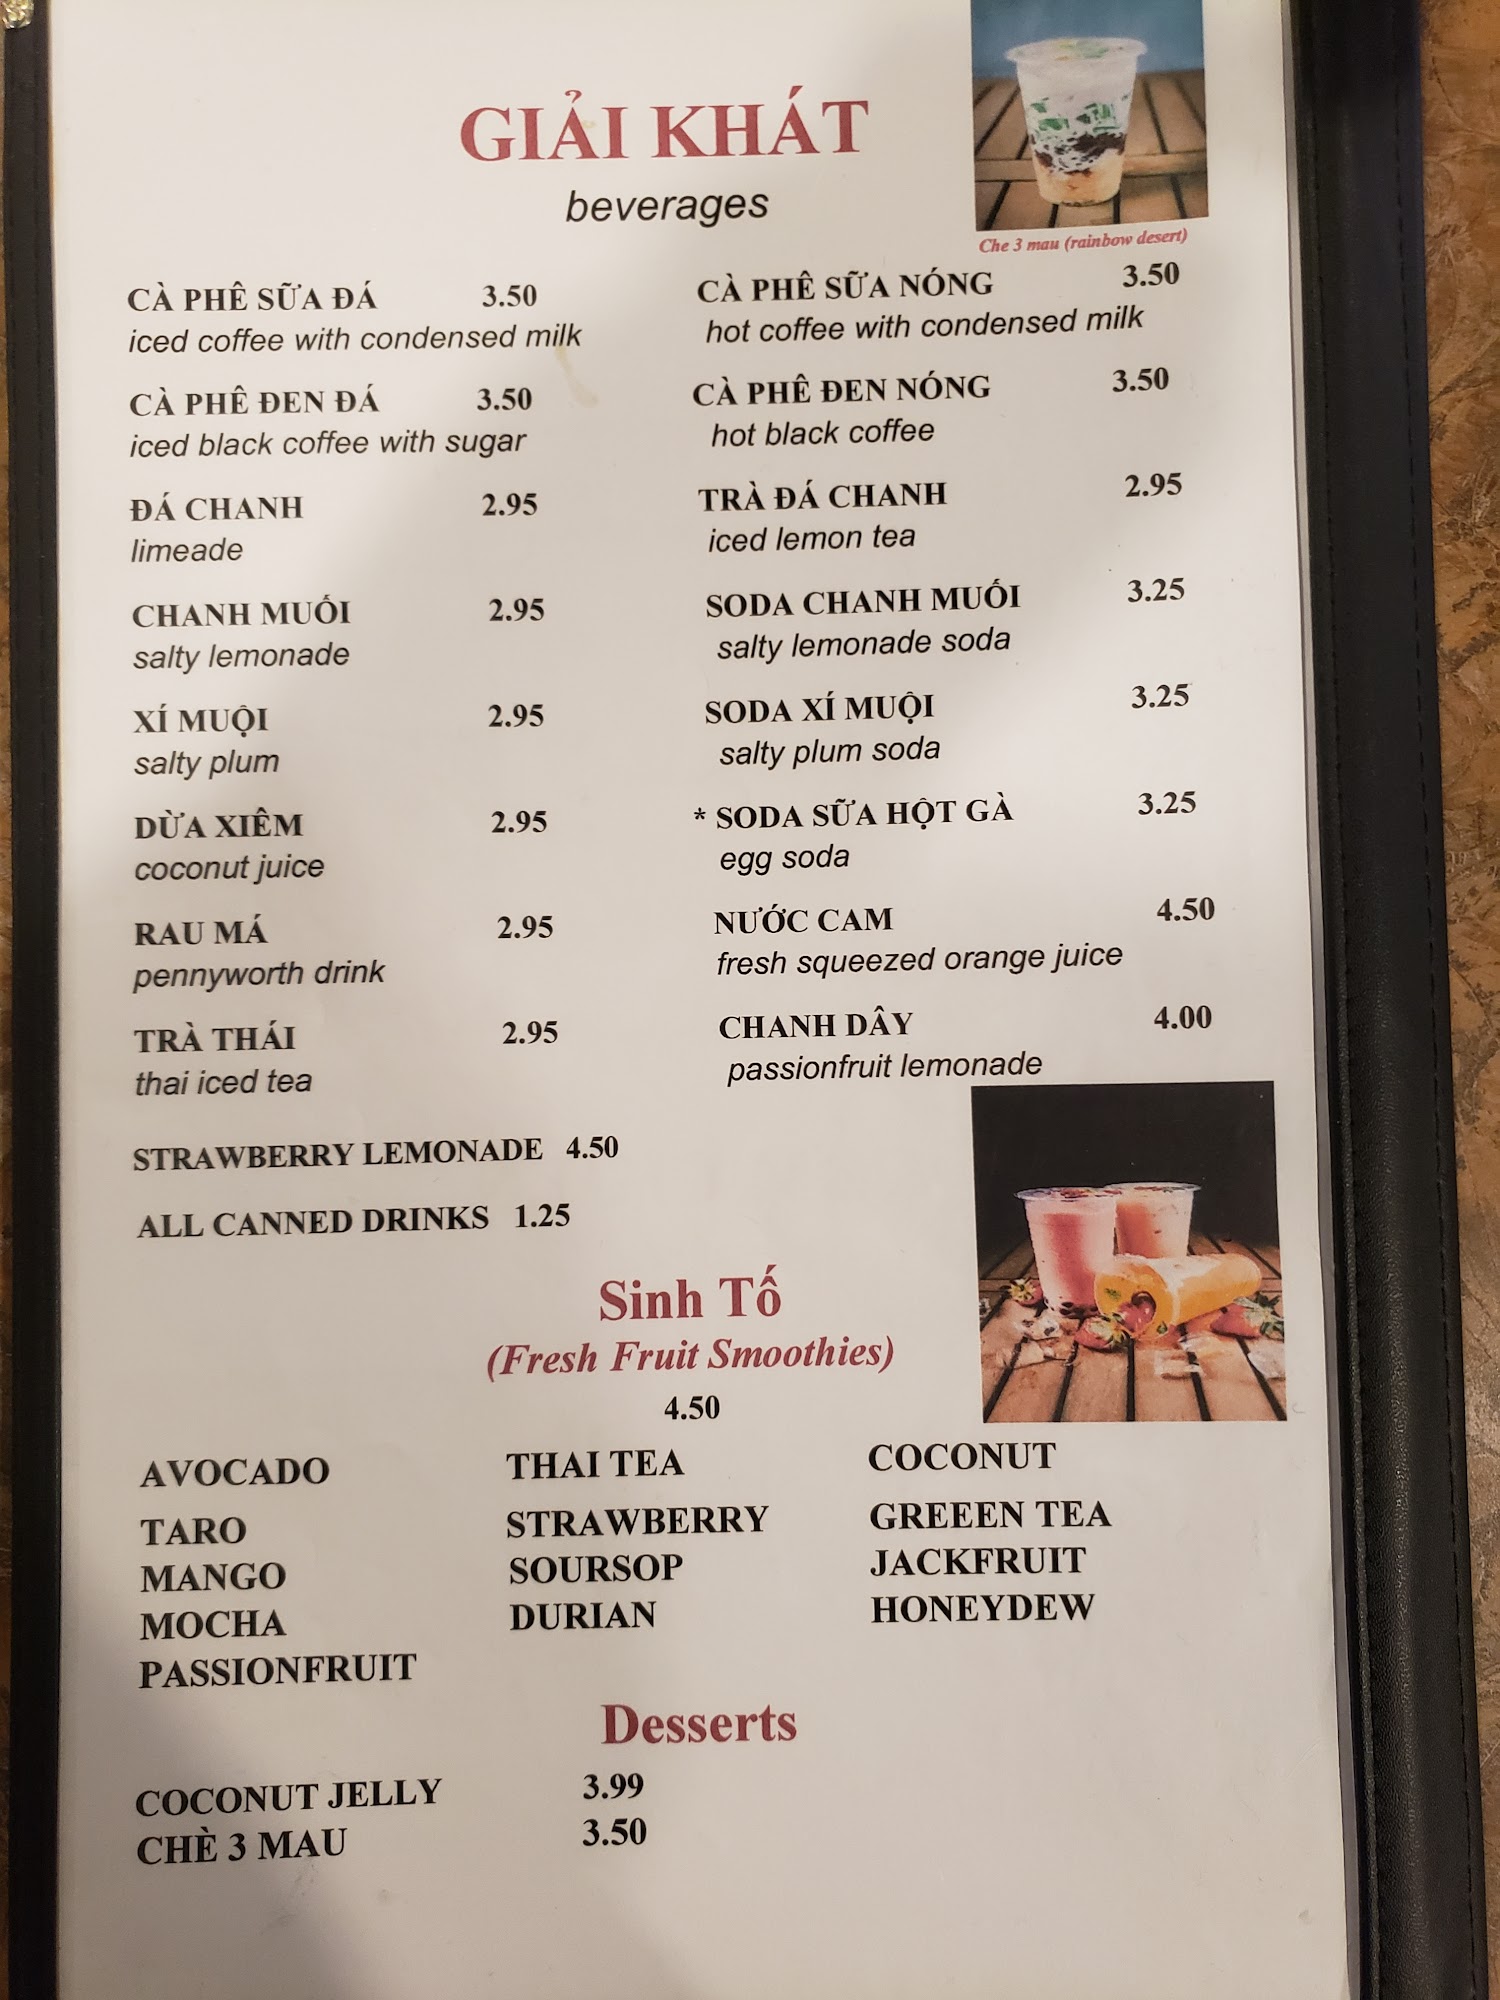 GIẢI KHÁT
beverages
Che 3 mau (rainbow desert)
CÀ PHÊ SỮA ĐÁ 3.50
iced coffee with condensed milk
CÀ PHÊ SỮA NÓNG 3.50
hot coffee with condensed milk
CÀ PHÊ ĐEN ĐÁ 3.50
iced black coffee with sugar
CÀ PHÊ ĐEN NÓNG 3.50
hot black coffee
ĐÁ CHANH 2.95
limeade
TRÀ ĐÁ CHANH 2.95
iced lemon tea
CHANH MUỐI 2.95
salty lemonade
SODA CHANH MUỐI 3.25
salty lemonade soda
XÍ MUỘI 2.95
salty plum
SODA XÍ MUỘI 3.25
salty plum soda
DỪA XIÊM 2.95
coconut juice
* SODA SỮA HỘT GÀ 3.25
egg soda
RAU MÁ 2.95
pennyworth drink
NƯỚC CAM 4.50
fresh squeezed orange juice
TRÀ THÁI 2.95
thai iced tea
CHANH DÂY 4.00
passionfruit lemonade
STRAWBERRY LEMONADE 4.50
ALL CANNED DRINKS 1.25
Sinh Tố
(Fresh Fruit Smoothies)
4.50
AVOCADO THAI TEA COCONUT
TARO STRAWBERRY GREEEN TEA
MANGO SOURSOP JACKFRUIT
MOCHA DURIAN HONEYDEW
PASSIONFRUIT
Desserts
COCONUT JELLY 3.99
CHÈ 3 MAU 3.50